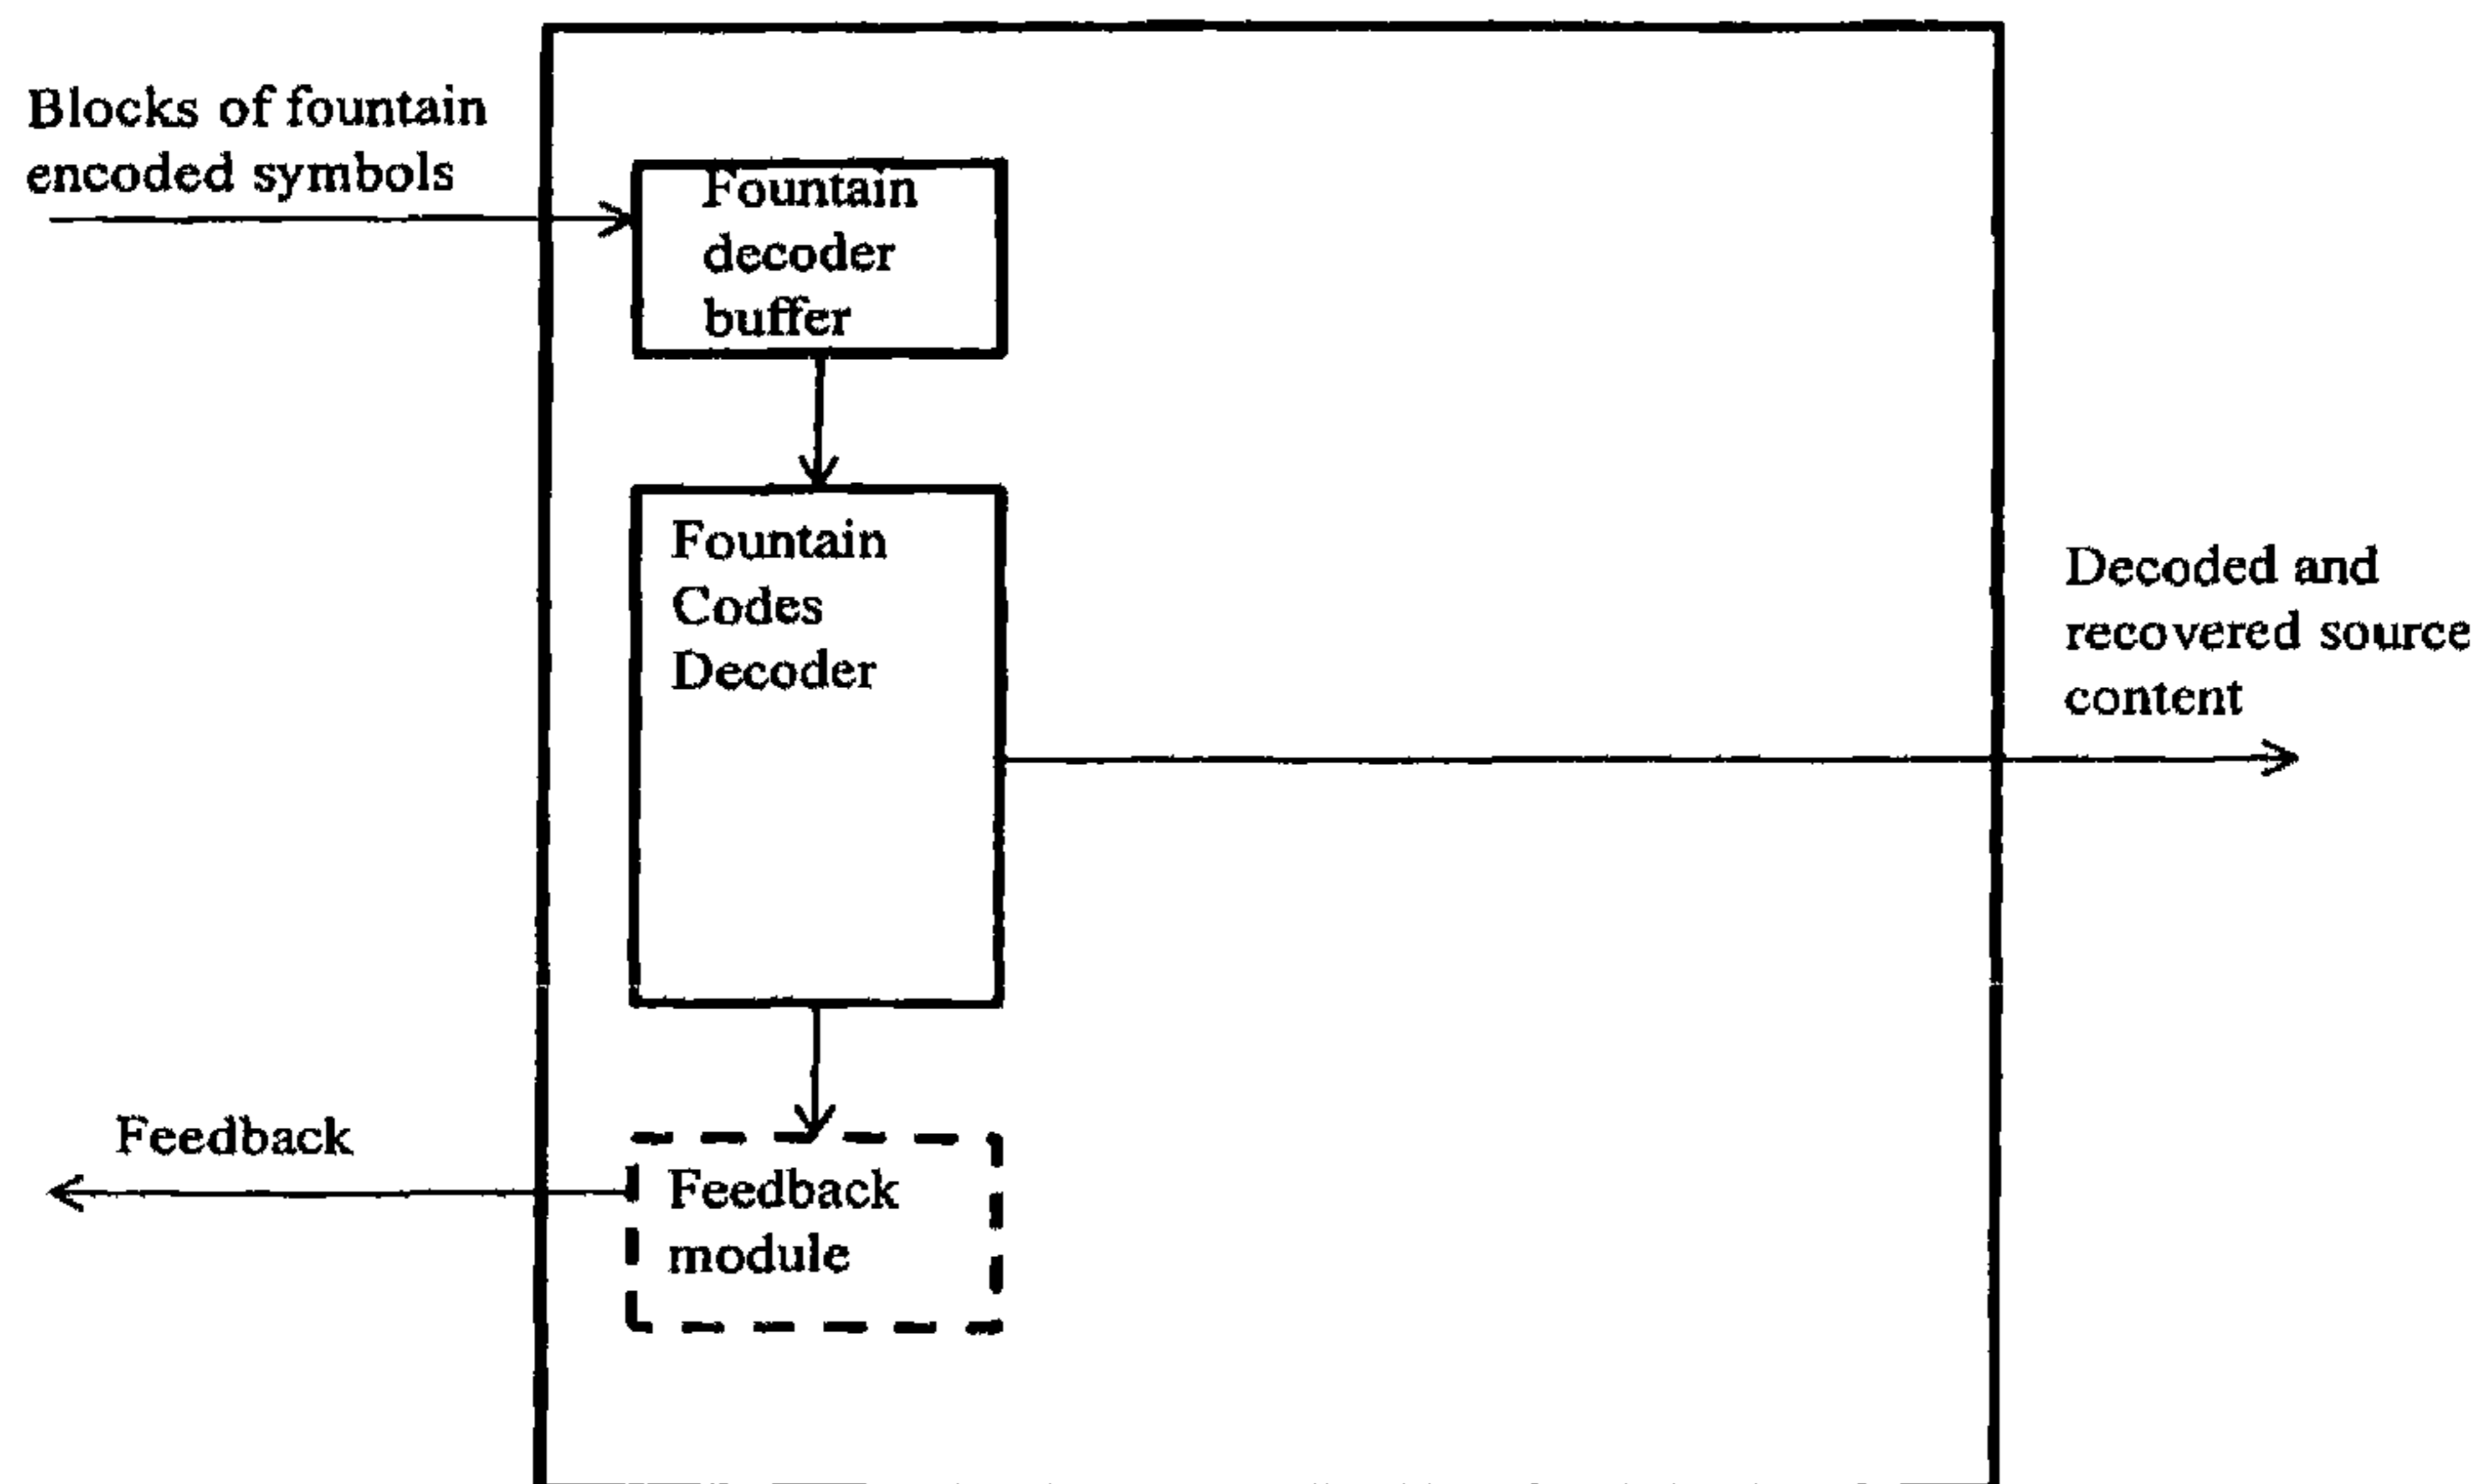 Blocks of fountain
encoded symbols
Fountain
decoder
buffer
Fountain
Codes
Decoder
Decoded and
recovered source
content
Feedback
Feedback
module